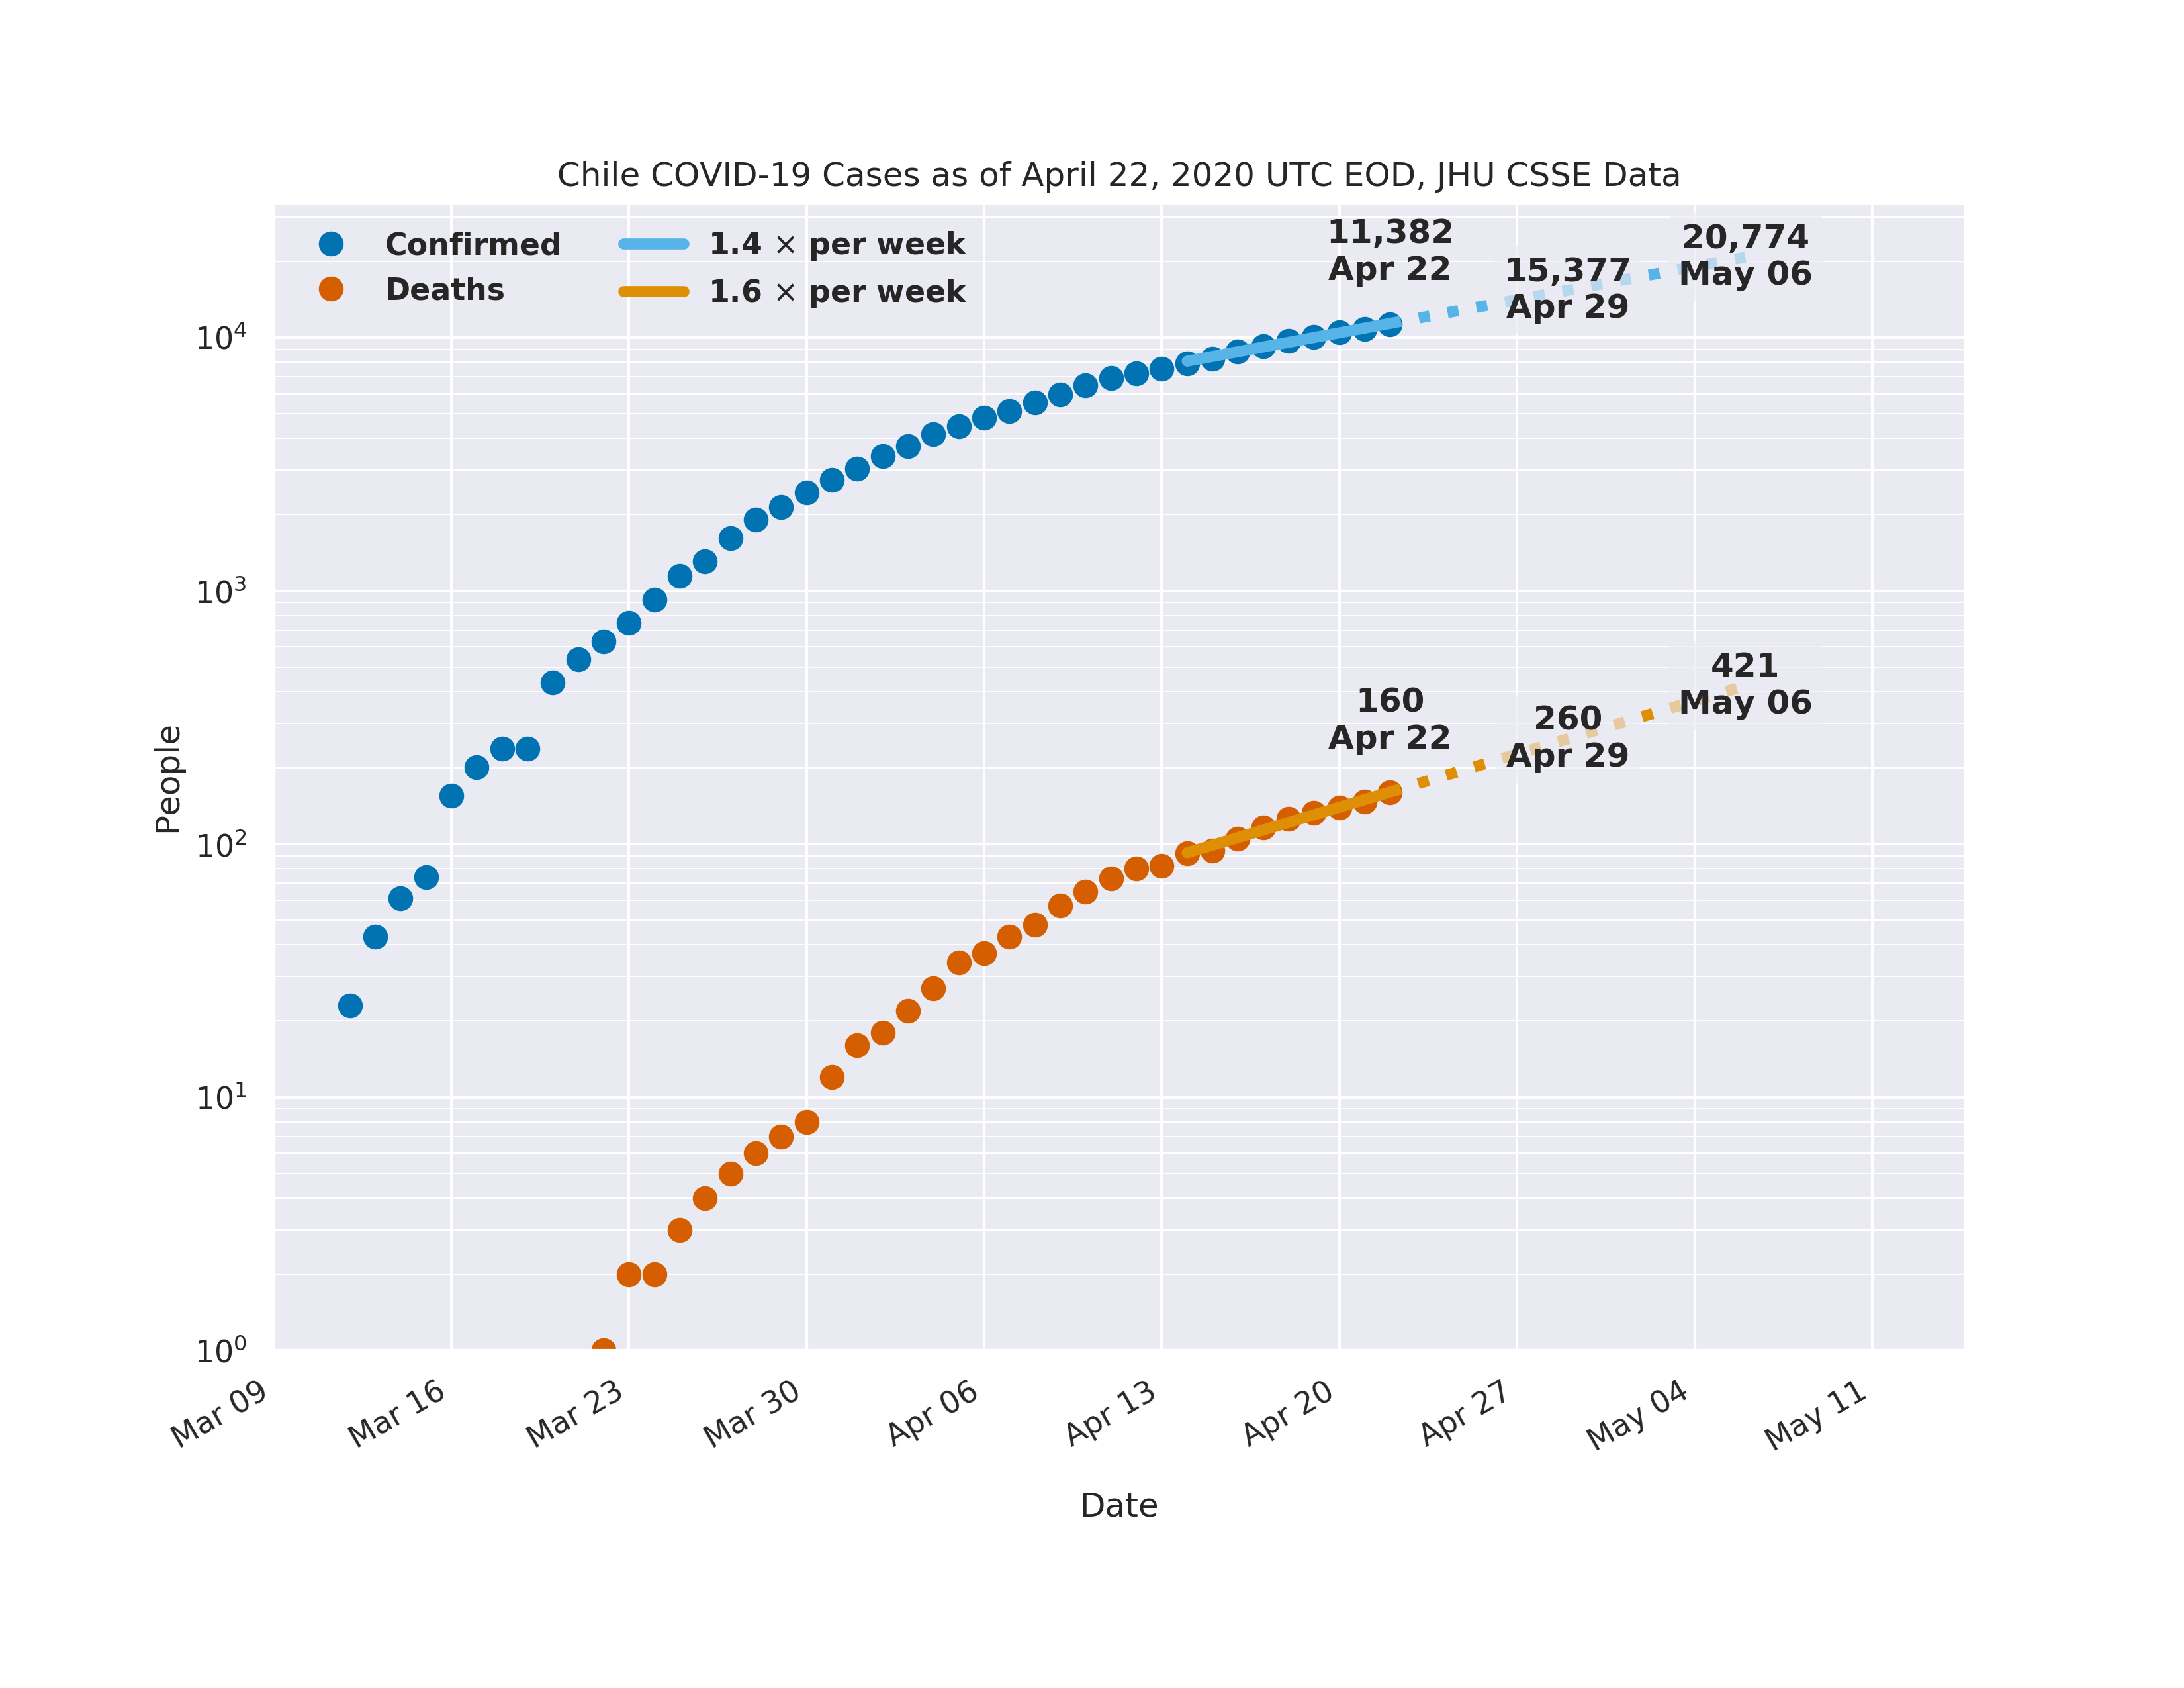 Chile COVID-19 Cases as of April 22, 2020 UTC EOD, JHU CSSE Data
Confirmed
Deaths
1.4 × per week
1.6 × per week
11,382
Apr 22
15,377
Apr 29
20,774
May 06
160
Apr 22
260
Apr 29
421
May 06
People
10⁴
10³
10²
10¹
10⁰
Mar 09
Mar 16
Mar 23
Mar 30
Apr 06
Apr 13
Apr 20
Apr 27
May 04
May 11
Date